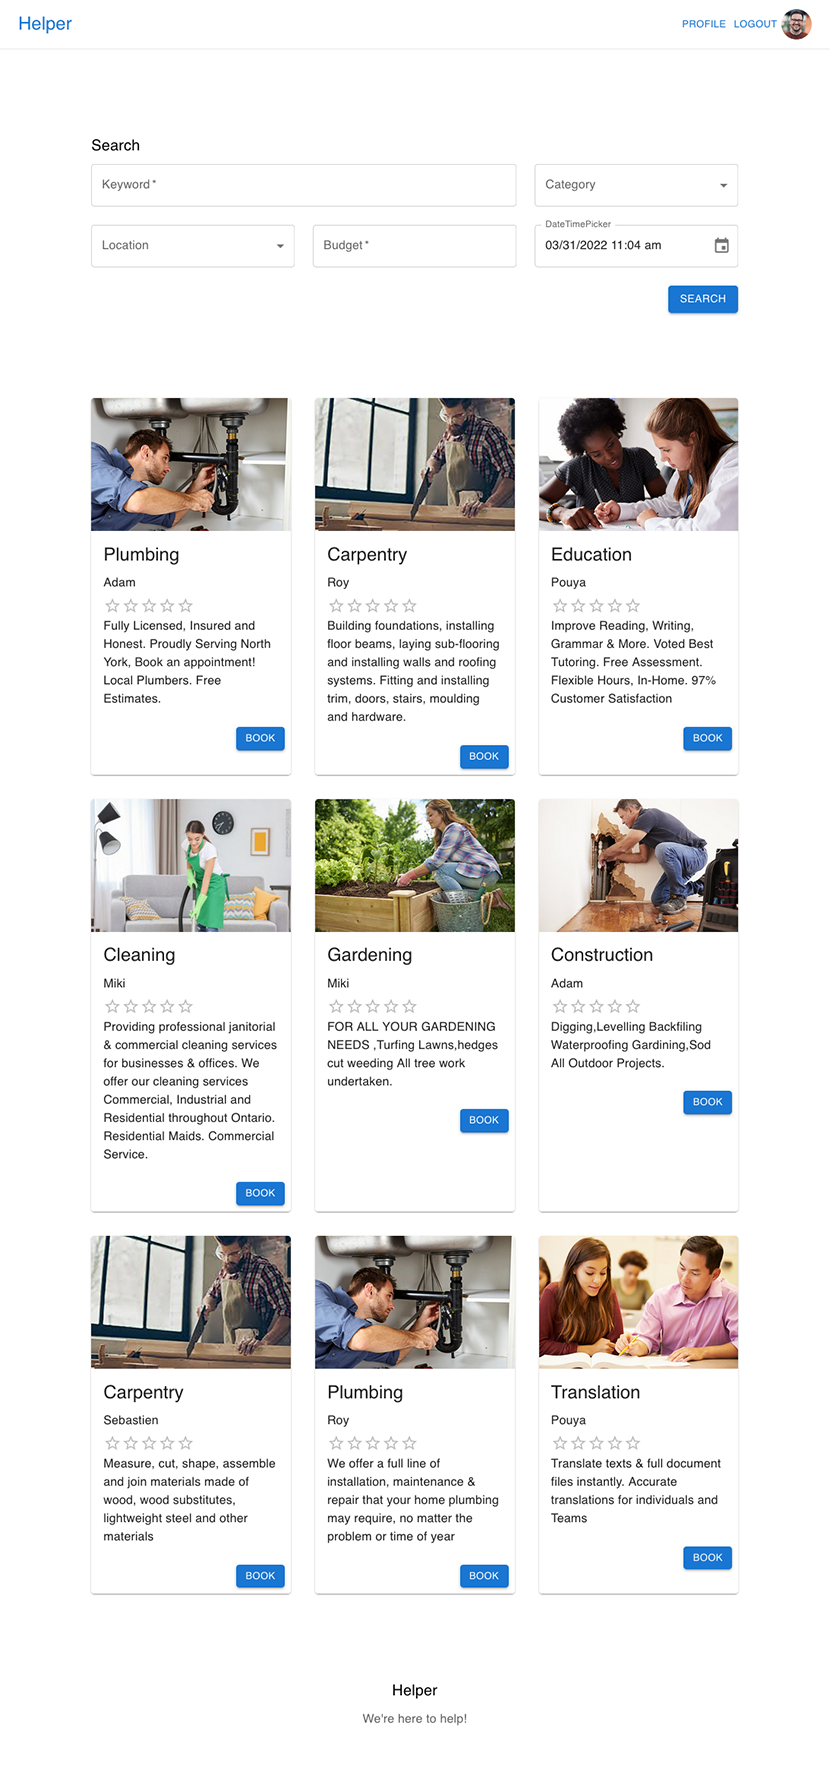 Helper
PROFILE LOGOUT
Search
Keyword *
Category
Location
Budget *
DateTimePicker
03/31/2022 11:04 am
SEARCH
Plumbing
Adam
Fully Licensed, Insured and
Honest. Proudly Serving North
York, Book an appointment!
Local Plumbers. Free
Estimates.
BOOK
Carpentry
Roy
Building foundations, installing
floor beams, laying sub-flooring
and installing walls and roofing
systems. Fitting and installing
trim, doors, stairs, moulding
and hardware.
BOOK
Education
Pouya
Improve Reading, Writing,
Grammar & More. Voted Best
Tutoring. Free Assessment.
Flexible Hours, In-Home. 97%
Customer Satisfaction
BOOK
Cleaning
Miki
Providing professional janitorial
& commercial cleaning services
for businesses & offices. We
offer our cleaning services
Commercial, Industrial and
Residential throughout Ontario.
Residential Maids. Commercial
Service.
BOOK
Gardening
Miki
FOR ALL YOUR GARDENING
NEEDS ,Turfing Lawns,hedges
cut weeding All tree work
undertaken.
BOOK
Construction
Adam
Digging,Levelling Backfiling
Waterproofing Gardining,Sod
All Outdoor Projects.
BOOK
Carpentry
Sebastien
Measure, cut, shape, assemble
and join materials made of
wood, wood substitutes,
lightweight steel and other
materials
BOOK
Plumbing
Roy
We offer a full line of
installation, maintenance &
repair that your home plumbing
may require, no matter the
problem or time of year
BOOK
Translation
Pouya
Translate texts & full document
files instantly. Accurate
translations for individuals and
Teams
BOOK
Helper
We're here to help!